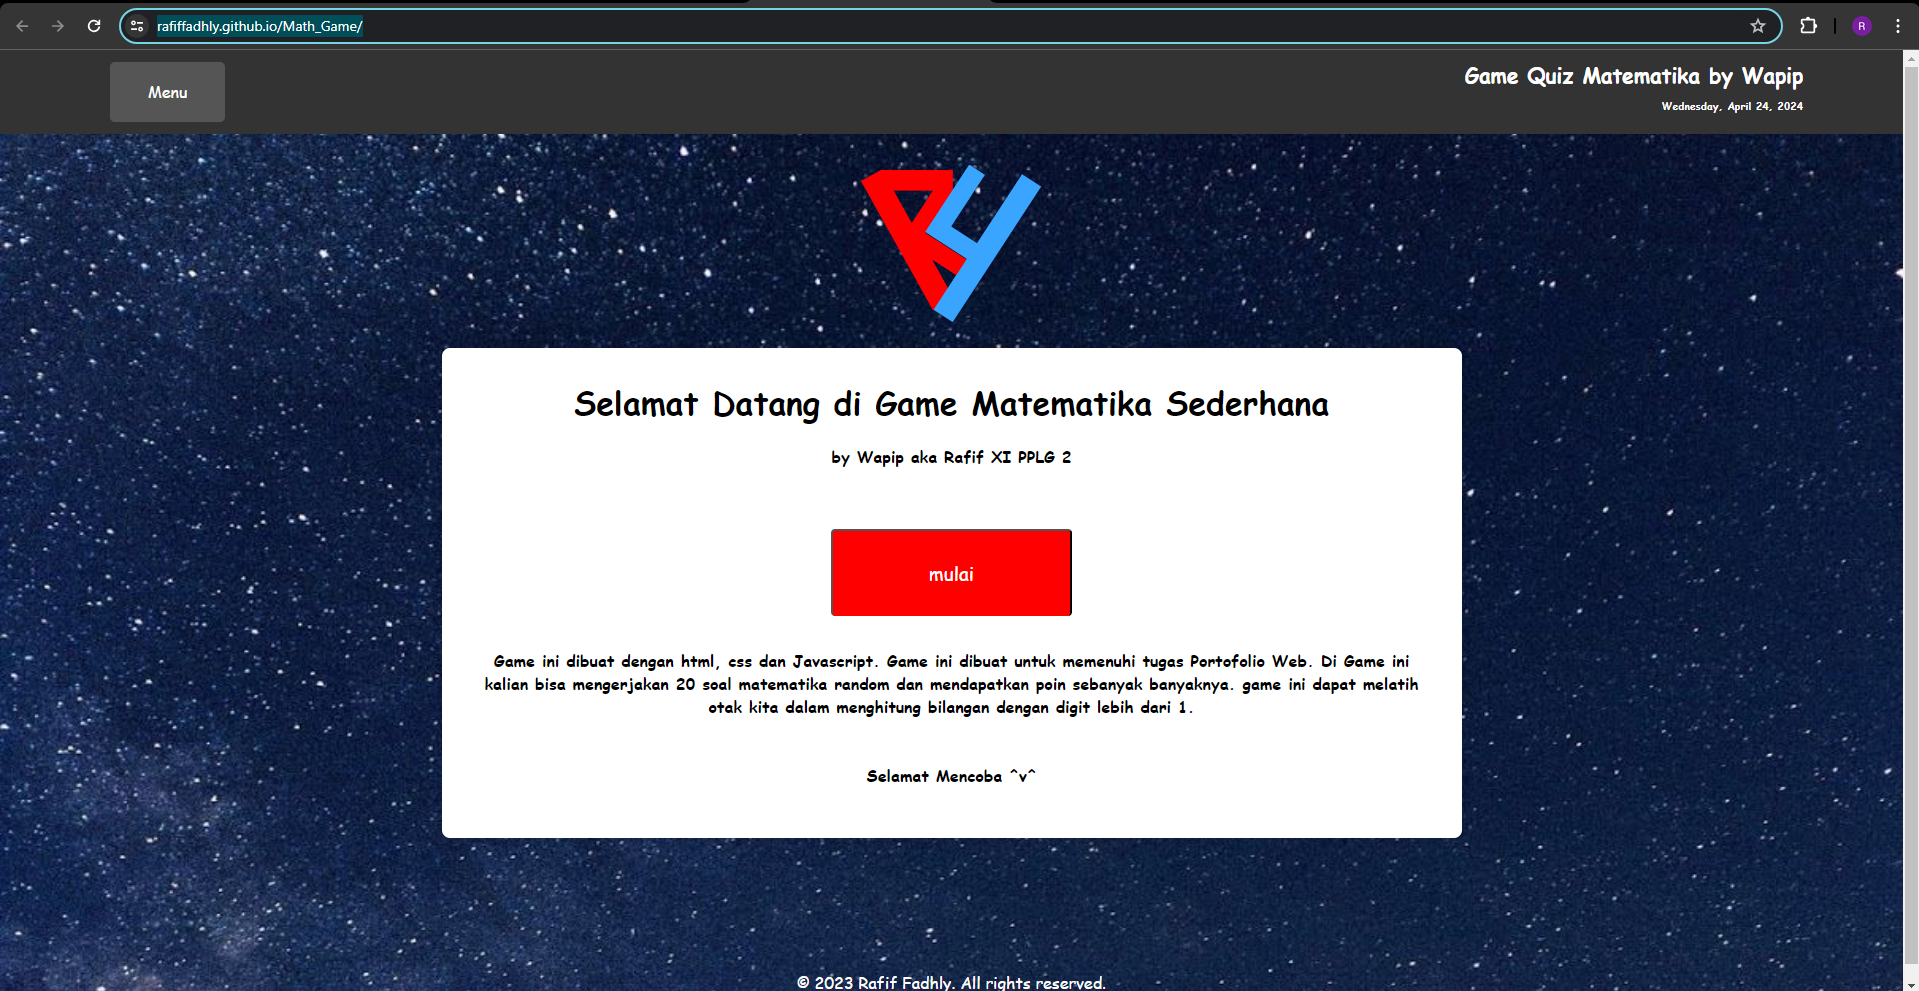 rafiffadhly.github.io/Math_Game/
R
Menu
Game Quiz Matematika by Wapip
Wednesday, April 24, 2024
Selamat Datang di Game Matematika Sederhana
by Wapip aka Rafif XI PPLG 2
mulai
Game ini dibuat dengan html, css dan Javascript. Game ini dibuat untuk memenuhi tugas Portofolio Web. Di Game ini
kalian bisa mengerjakan 20 soal matematika random dan mendapatkan poin sebanyak banyaknya. game ini dapat melatih
otak kita dalam menghitung bilangan dengan digit lebih dari 1.
Selamat Mencoba ^v^
© 2023 Rafif Fadhly. All rights reserved.